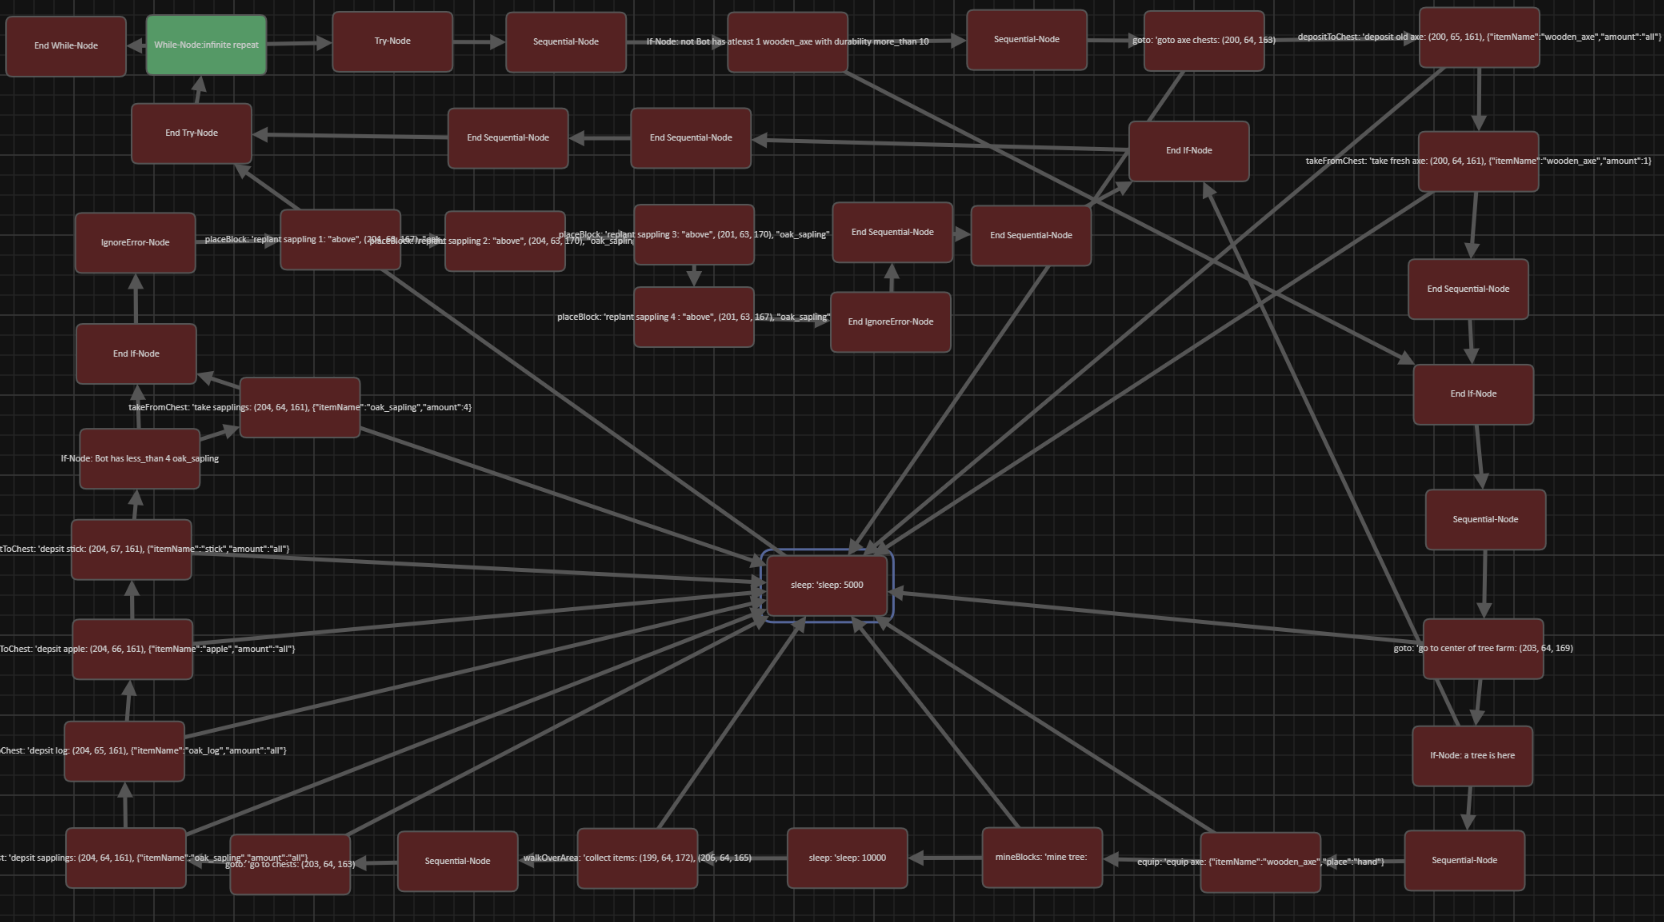 End While-Node
While-Node:infinite repeat
Try-Node
Sequential-Node
If-Node: not Bot has atleast 1 wooden_axe with durability more_than 10
Sequential-Node
goto: 'goto axe chests: (200, 64, 163)
depositToChest: 'deposit old axe: (200, 65, 161), {"itemName":"wooden_axe","amount":"all"}
End Try-Node
End Sequential-Node
End Sequential-Node
End If-Node
takeFromChest: 'take fresh axe: (200, 64, 161), {"itemName":"wooden_axe","amount":1}
IgnoreError-Node
placeBlock: 'replant sappling 1: "above", (204, 63, 167),
placeBlock: 'replant sappling 2: "above", (204, 63, 170), "oak_sapling"
placeBlock: 'replant sappling 3: "above", (201, 63, 170), "oak_sapling"
End Sequential-Node
End Sequential-Node
End Sequential-Node
placeBlock: 'replant sappling 4 : "above", (201, 63, 167), "oak_sapling"
End IgnoreError-Node
End If-Node
End If-Node
takeFromChest: 'take sapplings: (204, 64, 161), {"itemName":"oak_sapling","amount":4}
If-Node: Bot has less_than 4 oak_sapling
Sequential-Node
tToChest: 'depsit stick: (204, 67, 161), {"itemName":"stick","amount":"all"}
sleep: 'sleep: 5000
ToChest: 'depsit apple: (204, 66, 161), {"itemName":"apple","amount":"all"}
goto: 'go to center of tree farm: (203, 64, 169)
oChest: 'depsit log: (204, 65, 161), {"itemName":"oak_log","amount":"all"}
If-Node: a tree is here
st: 'depsit sapplings: (204, 64, 161), {"itemName":"oak_sapling","amount":"all"}
goto: 'go to chests: (203, 64, 163)
Sequential-Node
walkOverArea: 'collect items: (199, 64, 172), (206, 64, 165)
sleep: 'sleep: 10000
mineBlocks: 'mine tree:
equip: 'equip axe: {"itemName":"wooden_axe","place":"hand"}
Sequential-Node